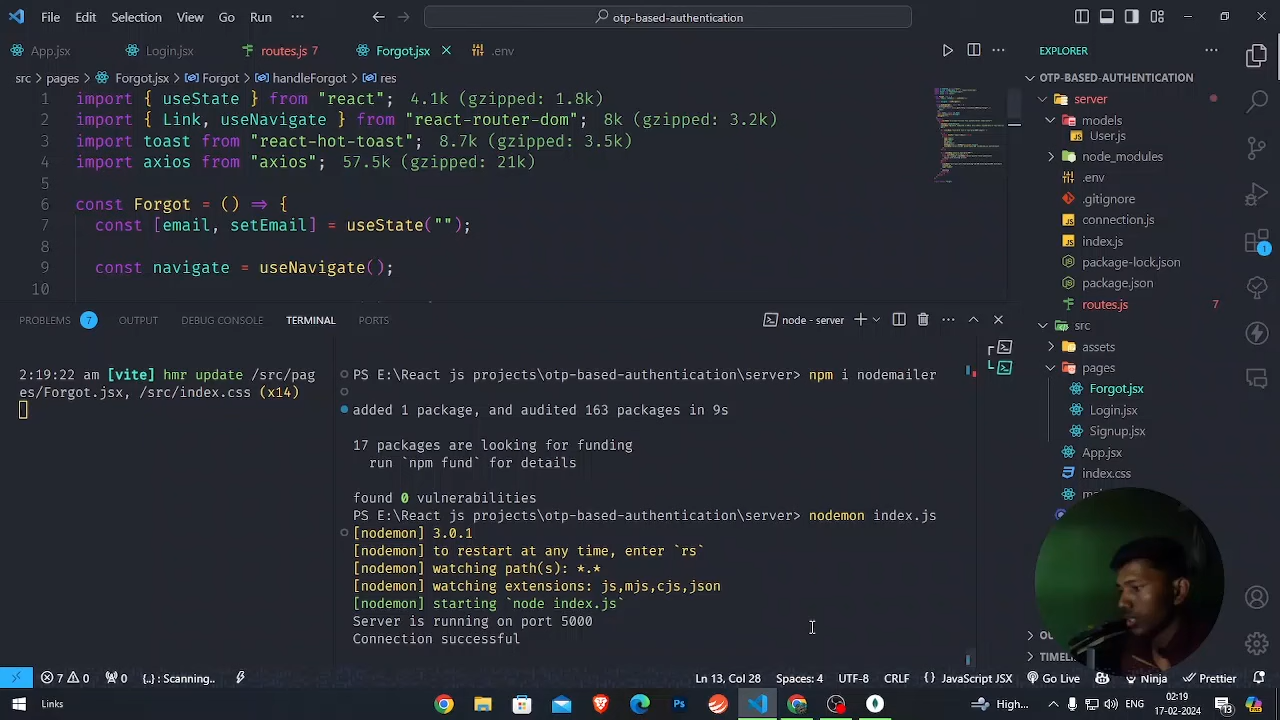 File Edit Selection View Go Run ··· otp-based-authentication
App.jsx Login.jsx routes.js 7 Forgot.jsx .env
src > pages > Forgot.jsx > Forgot > handleForgot > res
1 import { useState } from "react"; 4.1k (gzipped: 1.8k)
2 import { Link, useNavigate } from "react-router-dom"; 8k (gzipped: 3.2k)
3 import toast from "react-hot-toast"; (gzipped: 3.5k)
4 import axios from "axios"; 57.5k (gzipped: 21k)
5
6 const Forgot = () => {
7 const [email, setEmail] = useState("");
8
9 const navigate = useNavigate();
10
PROBLEMS 7 OUTPUT DEBUG CONSOLE TERMINAL PORTS
node - server
2:19:22 am [vite] hmr update /src/pag
es/Forgot.jsx, /src/index.css (x14)
PS E:\React js projects\otp-based-authentication\server> npm i nodemailer
added 1 package, and audited 163 packages in 9s
17 packages are looking for funding
run `npm fund` for details
found 0 vulnerabilities
PS E:\React js projects\otp-based-authentication\server> nodemon index.js
[nodemon] 3.0.1
[nodemon] to restart at any time, enter `rs`
[nodemon] watching path(s): *.*
[nodemon] watching extensions: js,mjs,cjs,json
[nodemon] starting `node index.js`
Server is running on port 5000
Connection successful
EXPLORER
OTP-BASED-AUTHENTICATION
server
models
User.js
node_modules
.env
.gitignore
connection.js
index.js
package-lock.json
package.json
routes.js 7
src
assets
pages
Forgot.jsx
Login.jsx
Signup.jsx
App.jsx
index.css
TIMEL
1
7 0 0 {..}: Scanning.. Ln 13, Col 28 Spaces: 4 UTF-8 CRLF {} JavaScript JSX Go Live Ninja Prettier
Links Hig... ENG 02:19